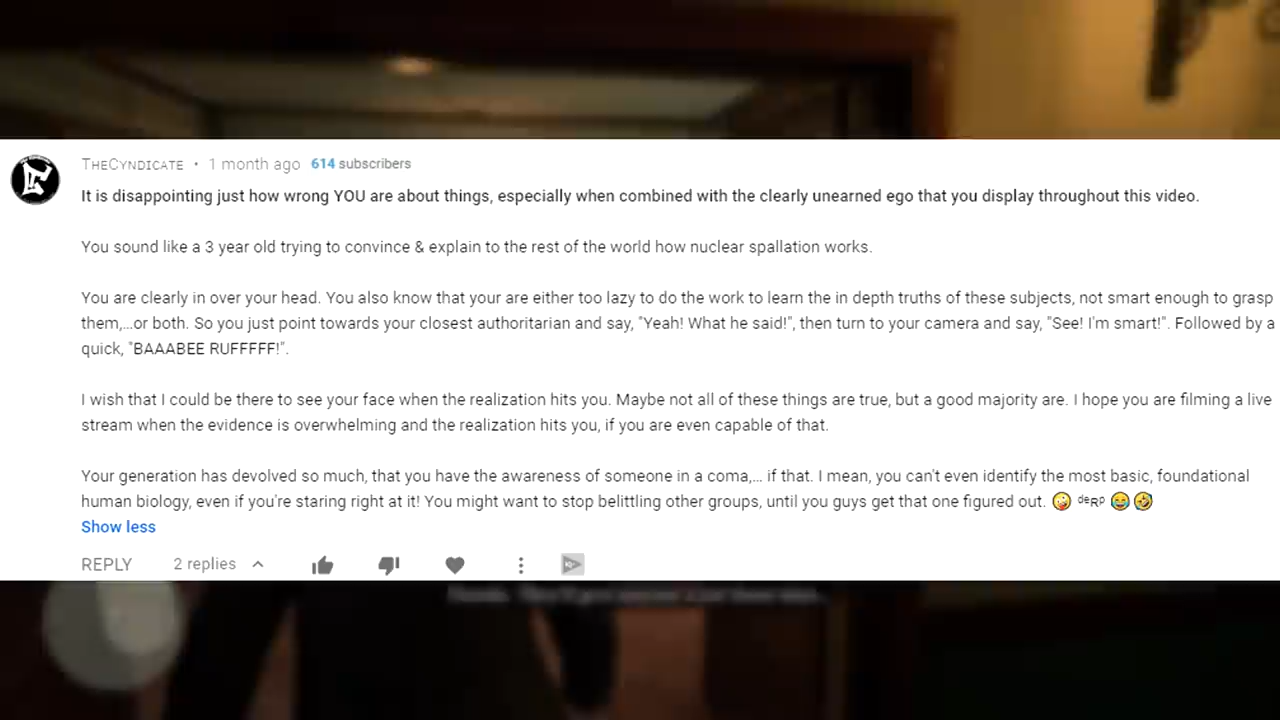 THECYNDICATE • 1 month ago 614 subscribers
It is disappointing just how wrong YOU are about things, especially when combined with the clearly unearned ego that you display throughout this video.
You sound like a 3 year old trying to convince & explain to the rest of the world how nuclear spallation works.
You are clearly in over your head. You also know that your are either too lazy to do the work to learn the in depth truths of these subjects, not smart enough to grasp
them,...or both. So you just point towards your closest authoritarian and say, "Yeah! What he said!", then turn to your camera and say, "See! I'm smart!". Followed by a
quick, "BAAABEE RUFFFFF!".
I wish that I could be there to see your face when the realization hits you. Maybe not all of these things are true, but a good majority are. I hope you are filming a live
stream when the evidence is overwhelming and the realization hits you, if you are even capable of that.
Your generation has devolved so much, that you have the awareness of someone in a coma,... if that. I mean, you can't even identify the most basic, foundational
human biology, even if you're staring right at it! You might want to stop belittling other groups, until you guys get that one figured out. 🤪 ᵈᵉᴿᵖ 😂 🤣
Show less
REPLY 2 replies